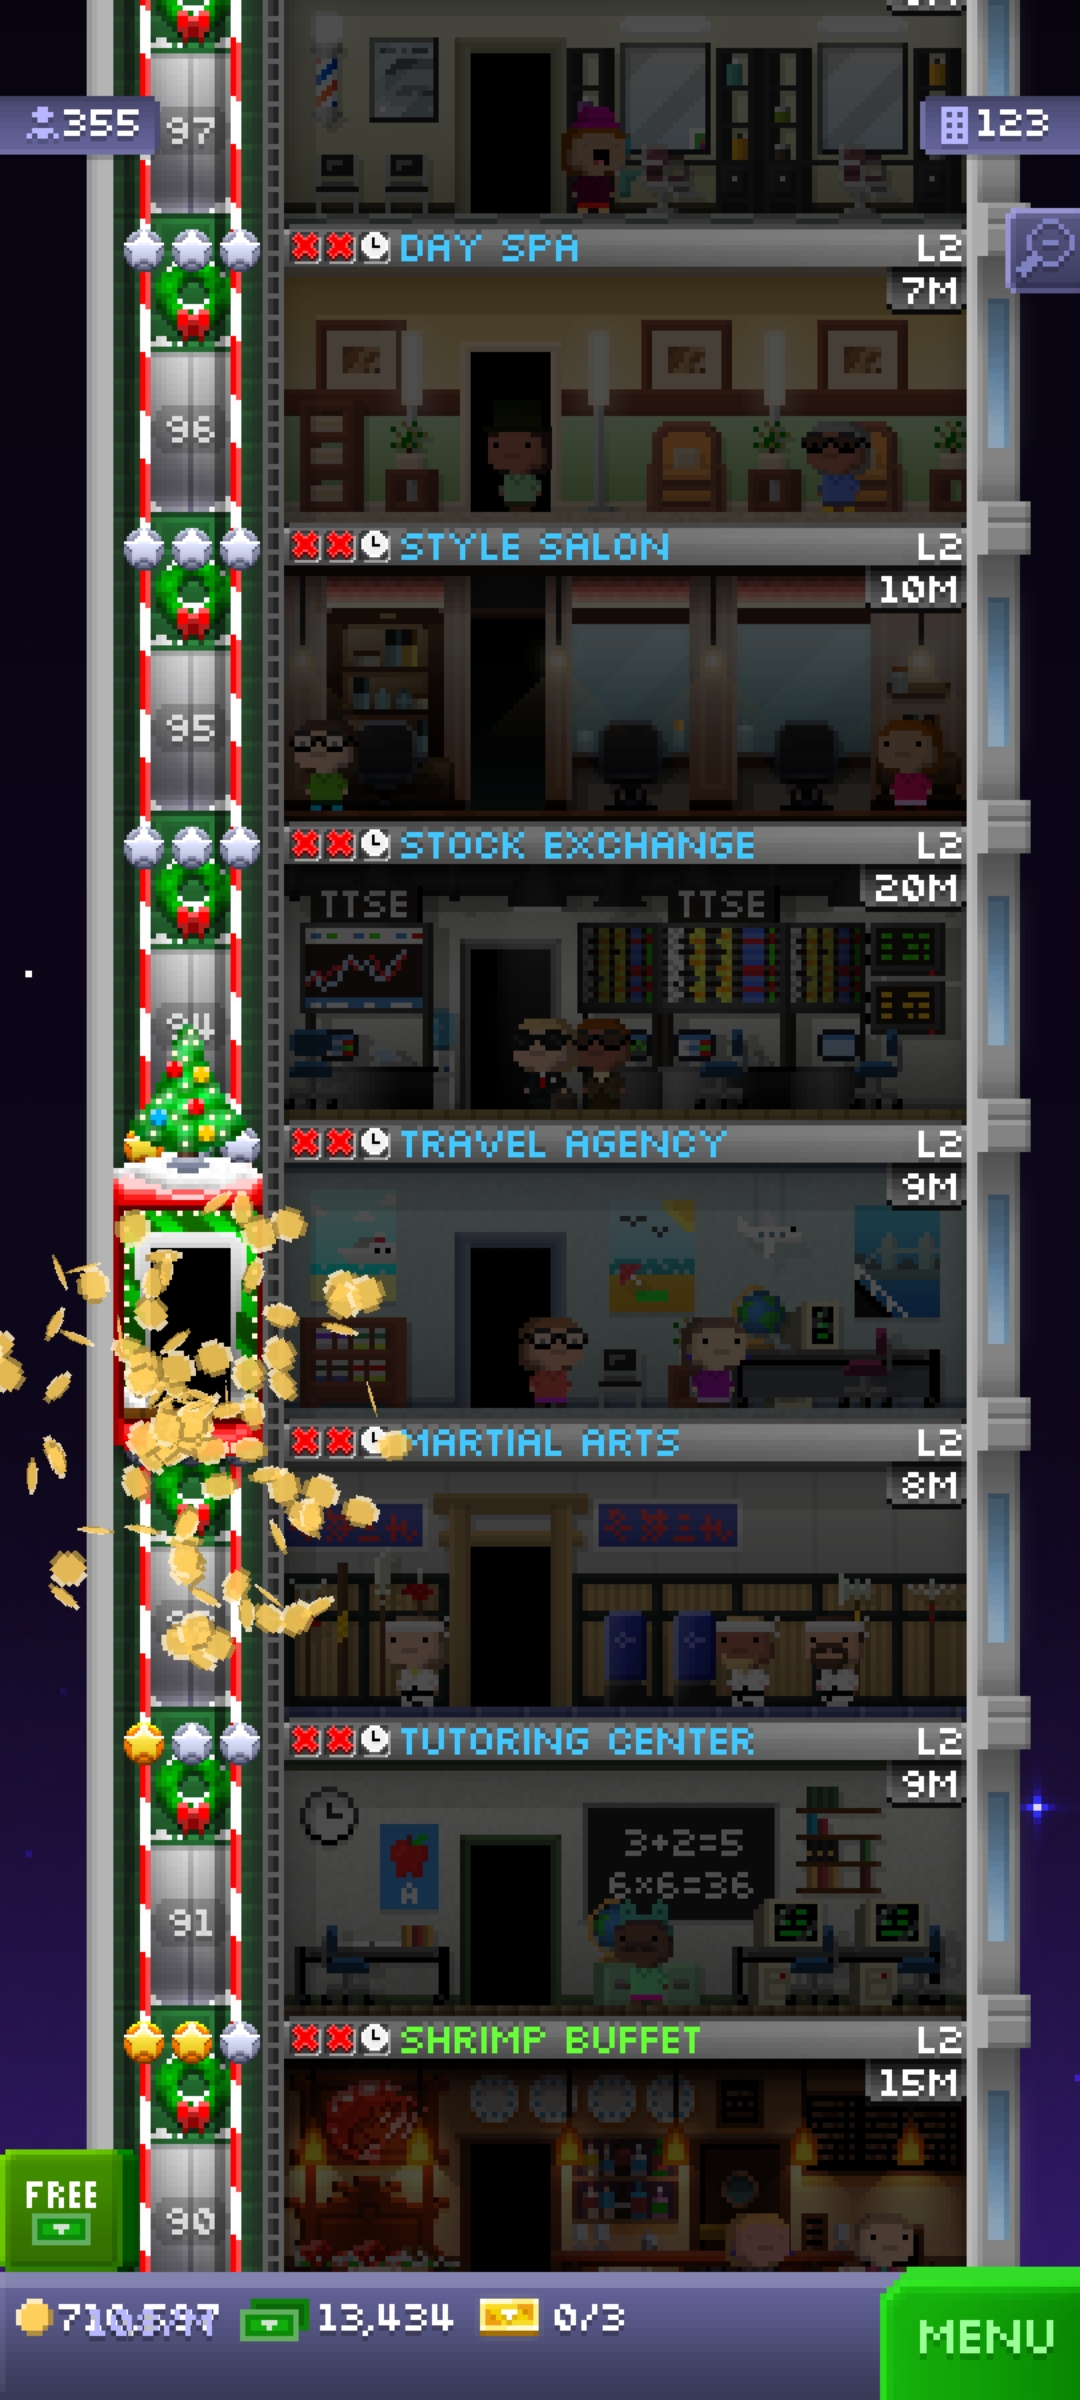 97
355
123
DAY SPA L2
7M
96
STYLE SALON L2
10M
95
STOCK EXCHANGE L2
20M
TTSE TTSE
94
TRAVEL AGENCY L2
9M
MARTIAL ARTS L2
8M
TUTORING CENTER L2
9M
3+2=5
6x6=36
A
91
SHRIMP BUFFET L2
15M
FREE
90
13,434
0/3
MENU